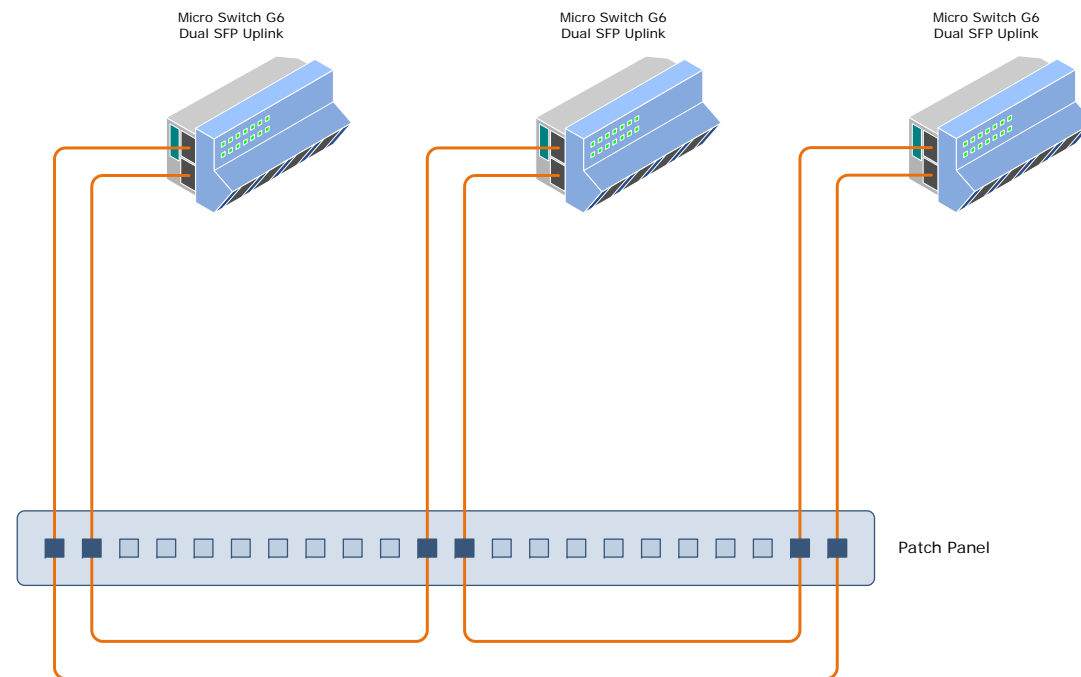 Micro Switch G6
Dual SFP Uplink
Micro Switch G6
Dual SFP Uplink
Micro Switch G6
Dual SFP Uplink
Patch Panel